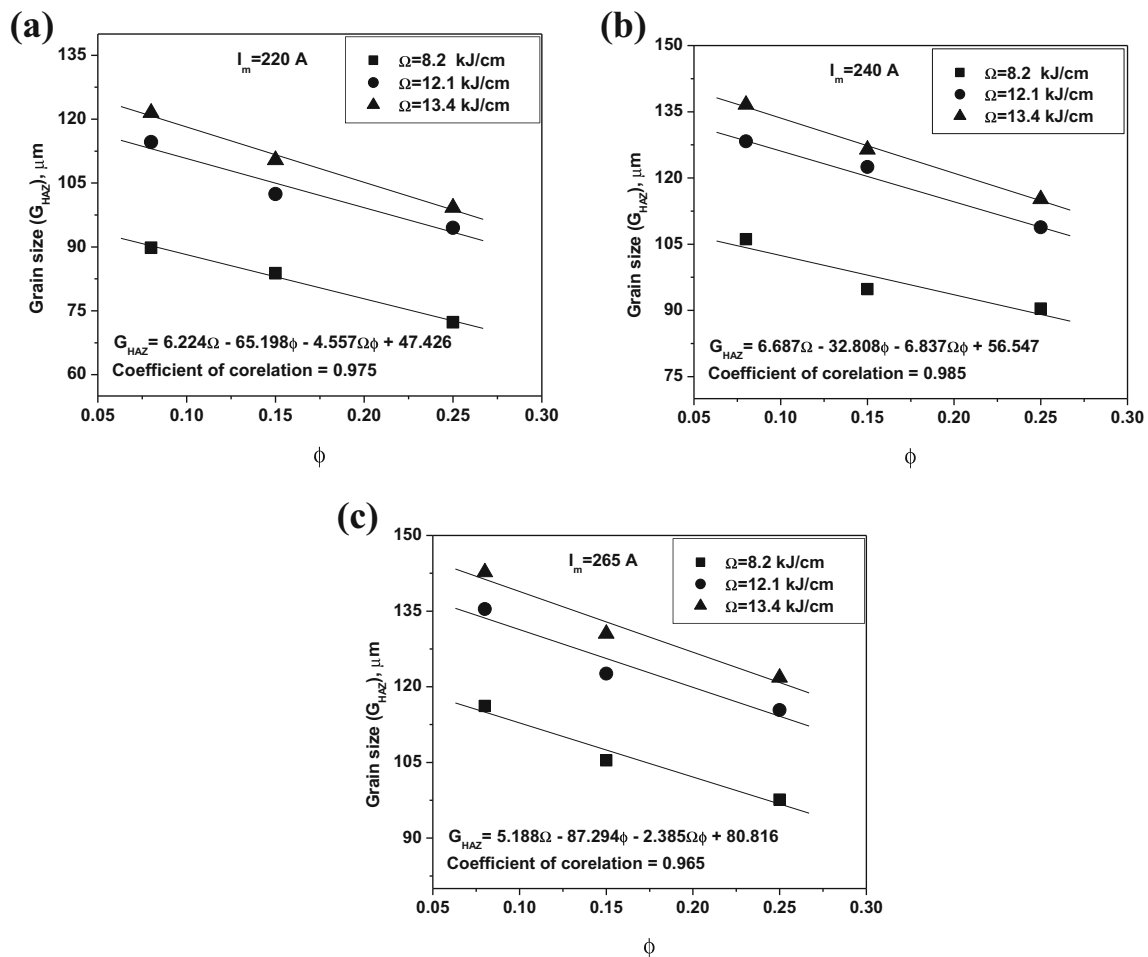 (a)
I_m=220 A
Ω=8.2 kJ/cm
Ω=12.1 kJ/cm
Ω=13.4 kJ/cm
Grain size (G_HAZ), μm
135
120
105
90
75
60
G_HAZ= 6.224Ω - 65.198ϕ - 4.557Ωϕ + 47.426
Coefficient of corelation = 0.975
0.05 0.10 0.15 0.20 0.25 0.30
ϕ
(b)
I_m=240 A
Ω=8.2 kJ/cm
Ω=12.1 kJ/cm
Ω=13.4 kJ/cm
Grain size (G_HAZ), μm
150
135
120
105
90
75
G_HAZ= 6.687Ω - 32.808ϕ - 6.837Ωϕ + 56.547
Coefficient of corelation = 0.985
0.05 0.10 0.15 0.20 0.25 0.30
ϕ
(c)
I_m=265 A
Ω=8.2 kJ/cm
Ω=12.1 kJ/cm
Ω=13.4 kJ/cm
Grain size (G_HAZ), μm
150
135
120
105
90
G_HAZ= 5.188Ω - 87.294ϕ - 2.385Ωϕ + 80.816
Coefficient of corelation = 0.965
0.05 0.10 0.15 0.20 0.25 0.30
ϕ